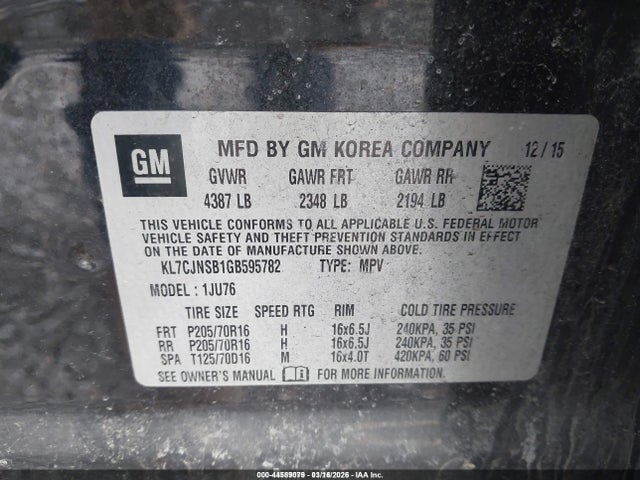 GM
MFD BY GM KOREA COMPANY 12/15
GVWR GAWR FRT GAWR RR
4387 LB 2348 LB 2194 LB
THIS VEHICLE CONFORMS TO ALL APPLICABLE U.S. FEDERAL MOTOR
VEHICLE SAFETY AND THEFT PREVENTION STANDARDS IN EFFECT
ON THE DATE OF MANUFACTURE SHOWN ABOVE.
KL7CJNSB1GB595782 TYPE: MPV
MODEL : 1JU76
TIRE SIZE SPEED RTG RIM COLD TIRE PRESSURE
FRT P205/70R16 H 16x6.5J 240KPA, 35 PSI
RR P205/70R16 H 16x6.5J 240KPA, 35 PSI
SPA T125/70D16 M 16x4.0T 420KPA, 60 PSI
SEE OWNER'S MANUAL FOR MORE INFORMATION.
000-44589079 - 03/16/2026 - IAA, Inc.